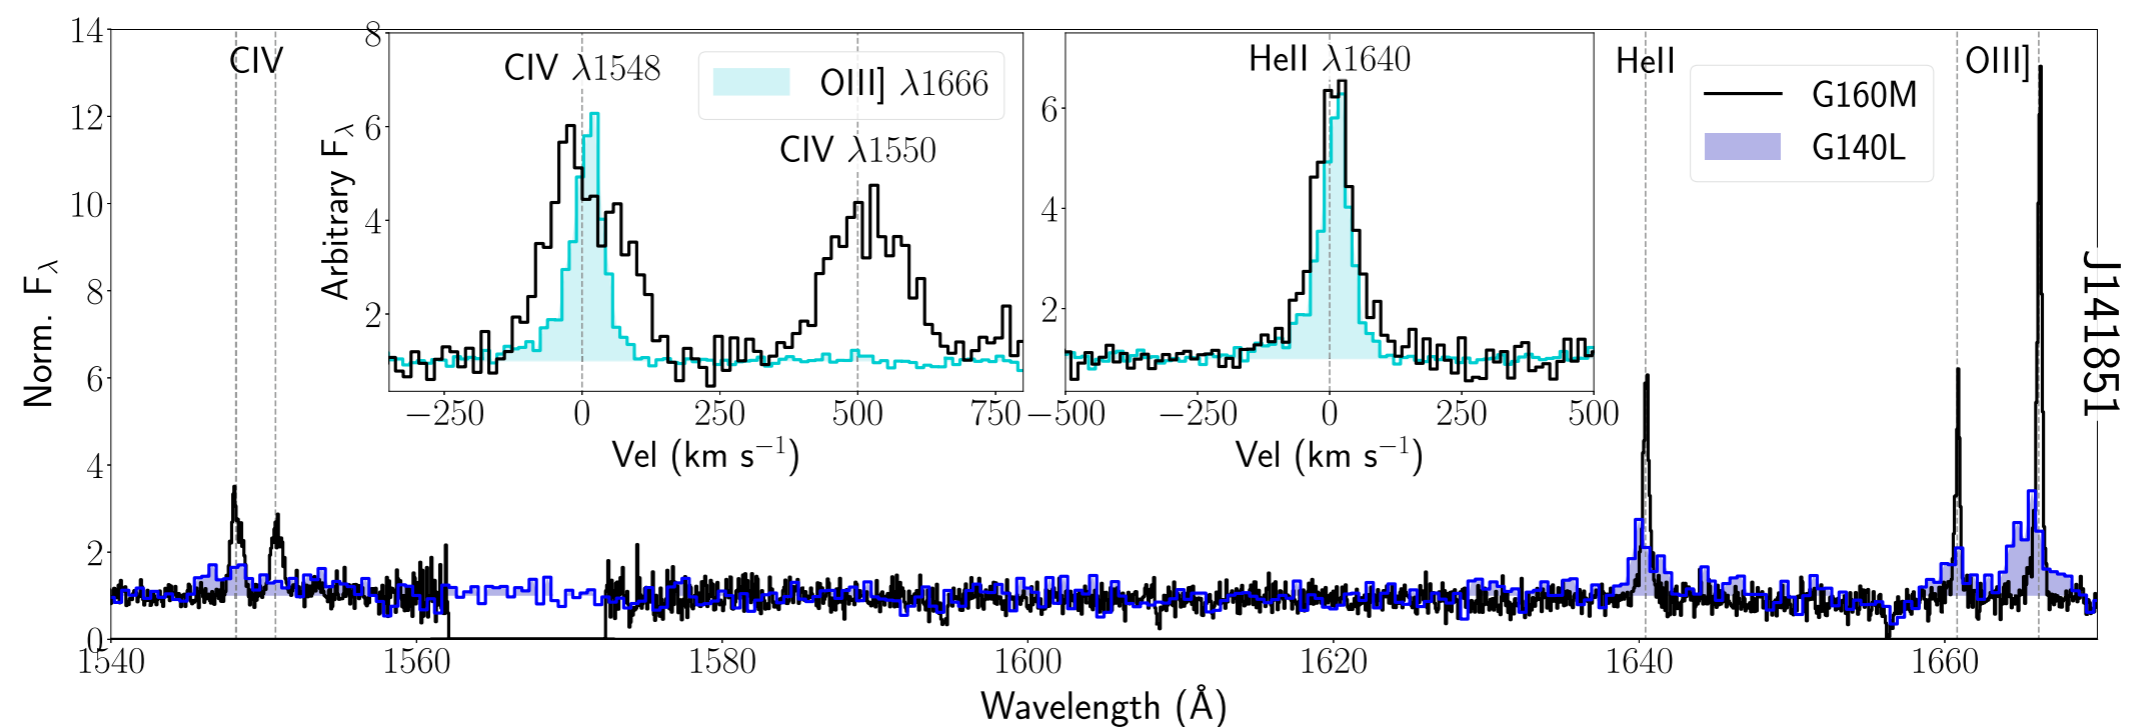 14
12
10
8
6
4
2
0
Norm. Fλ
CIV
8
6
4
2
Arbitrary Fλ
CIV λ1548
OIII] λ1666
CIV λ1550
−250 0 250 500 750
Vel (km s−1)
HeII λ1640
6
4
2
−500 −250 0 250 500
Vel (km s−1)
HeII
OIII]
G160M
G140L
J141851
1540 1560 1580 1600 1620 1640 1660
Wavelength (Å)